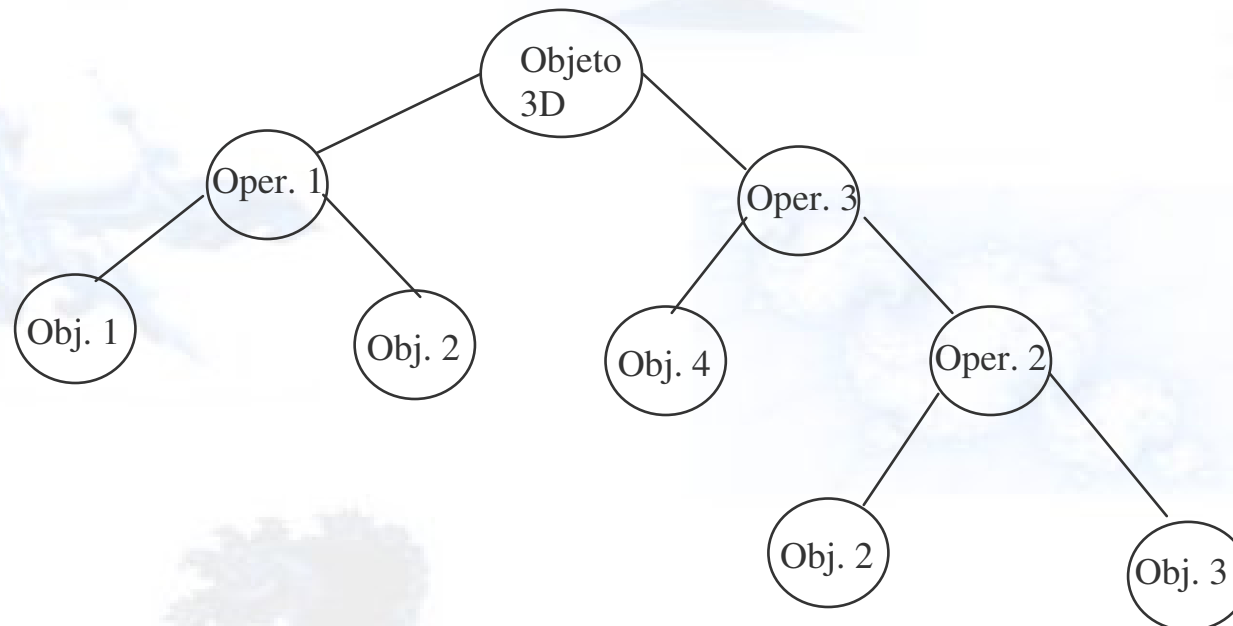 Objeto
3D
Oper. 1
Oper. 3
Obj. 1
Obj. 2
Obj. 4
Oper. 2
Obj. 2
Obj. 3